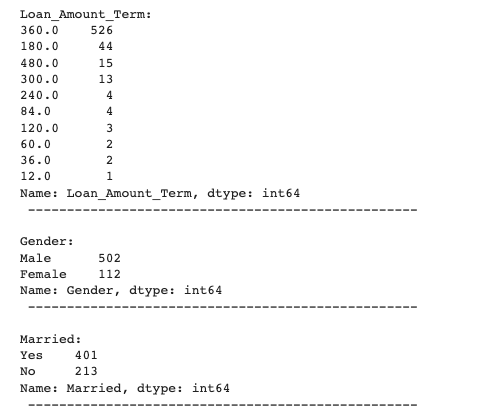 Loan_Amount_Term:
360.0    526
180.0     44
480.0     15
300.0     13
240.0      4
84.0       4
120.0      3
60.0       2
36.0       2
12.0       1
Name: Loan_Amount_Term, dtype: int64
--------------------------------------------------
Gender:
Male      502
Female    112
Name: Gender, dtype: int64
--------------------------------------------------
Married:
Yes    401
No     213
Name: Married, dtype: int64
--------------------------------------------------